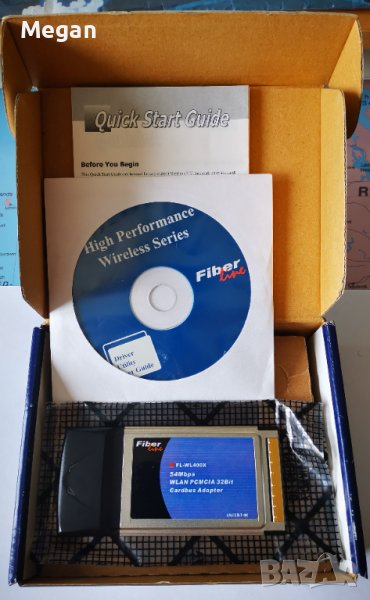 Megan
Quick Start Guide
Before You Begin
High Performance
Wireless Series
Fiber
line
Driver
Utility
Guide
Fiber
line
FL-WL400X
54Mbps
WLAN PCMCIA 32Bit
Cardbus Adapter
BAZAR